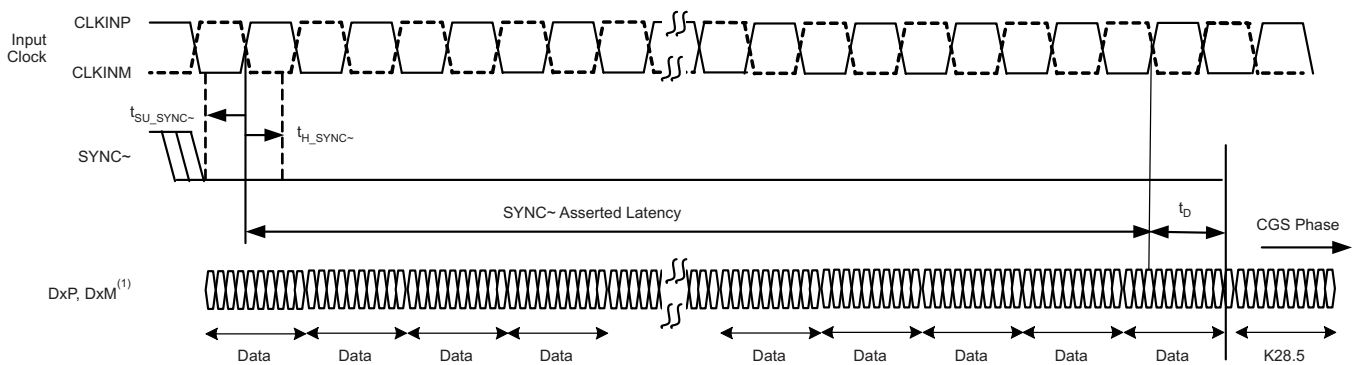 CLKINP
Input
Clock
CLKINM
tSU_SYNC~
tH_SYNC~
SYNC~
SYNC~ Asserted Latency
tD
CGS Phase
DxP, DxM(1)
Data
Data
Data
Data
Data
Data
Data
Data
Data
K28.5